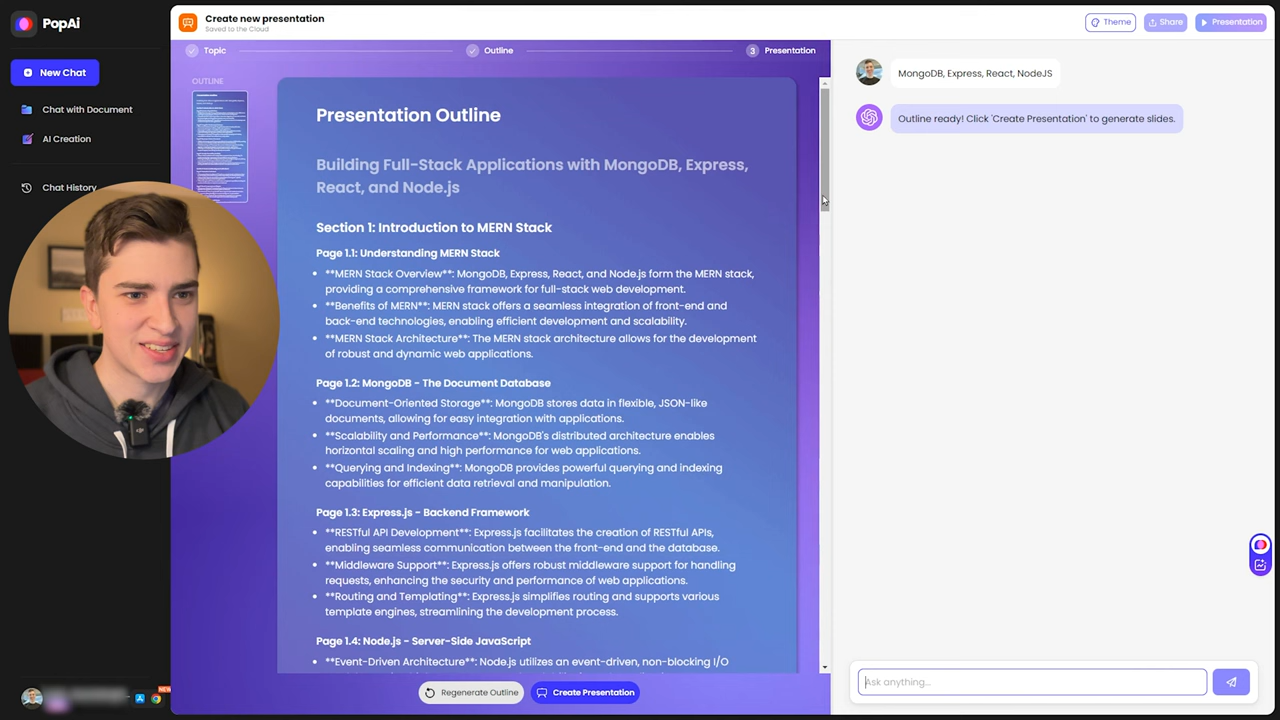 PopAi
New Chat
Chat with Document
AI Creation
Chat History
NEW
Create new presentation
Saved to the Cloud
Theme
Share
Presentation
Topic
Outline
3 Presentation
OUTLINE
Presentation Outline
Building Full-Stack Applications with MongoDB, Express,
React, and Node.js
Section 1: Introduction to MERN Stack
Page 1.1: Understanding MERN Stack
• **MERN Stack Overview**: MongoDB, Express, React, and Node.js form the MERN stack,
providing a comprehensive framework for full-stack web development.
• **Benefits of MERN**: MERN stack offers a seamless integration of front-end and
back-end technologies, enabling efficient development and scalability.
• **MERN Stack Architecture**: The MERN stack architecture allows for the development
of robust and dynamic web applications.
Page 1.2: MongoDB - The Document Database
• **Document-Oriented Storage**: MongoDB stores data in flexible, JSON-like
documents, allowing for easy integration with applications.
• **Scalability and Performance**: MongoDB's distributed architecture enables
horizontal scaling and high performance for web applications.
• **Querying and Indexing**: MongoDB provides powerful querying and indexing
capabilities for efficient data retrieval and manipulation.
Page 1.3: Express.js - Backend Framework
• **RESTful API Development**: Express.js facilitates the creation of RESTful APIs,
enabling seamless communication between the front-end and the database.
• **Middleware Support**: Express.js offers robust middleware support for handling
requests, enhancing the security and performance of web applications.
• **Routing and Templating**: Express.js simplifies routing and supports various
template engines, streamlining the development process.
Page 1.4: Node.js - Server-Side JavaScript
• **Event-Driven Architecture**: Node.js utilizes an event-driven, non-blocking I/O
Regenerate Outline
Create Presentation
MongoDB, Express, React, NodeJS
Outline ready! Click 'Create Presentation' to generate slides.
Ask anything...